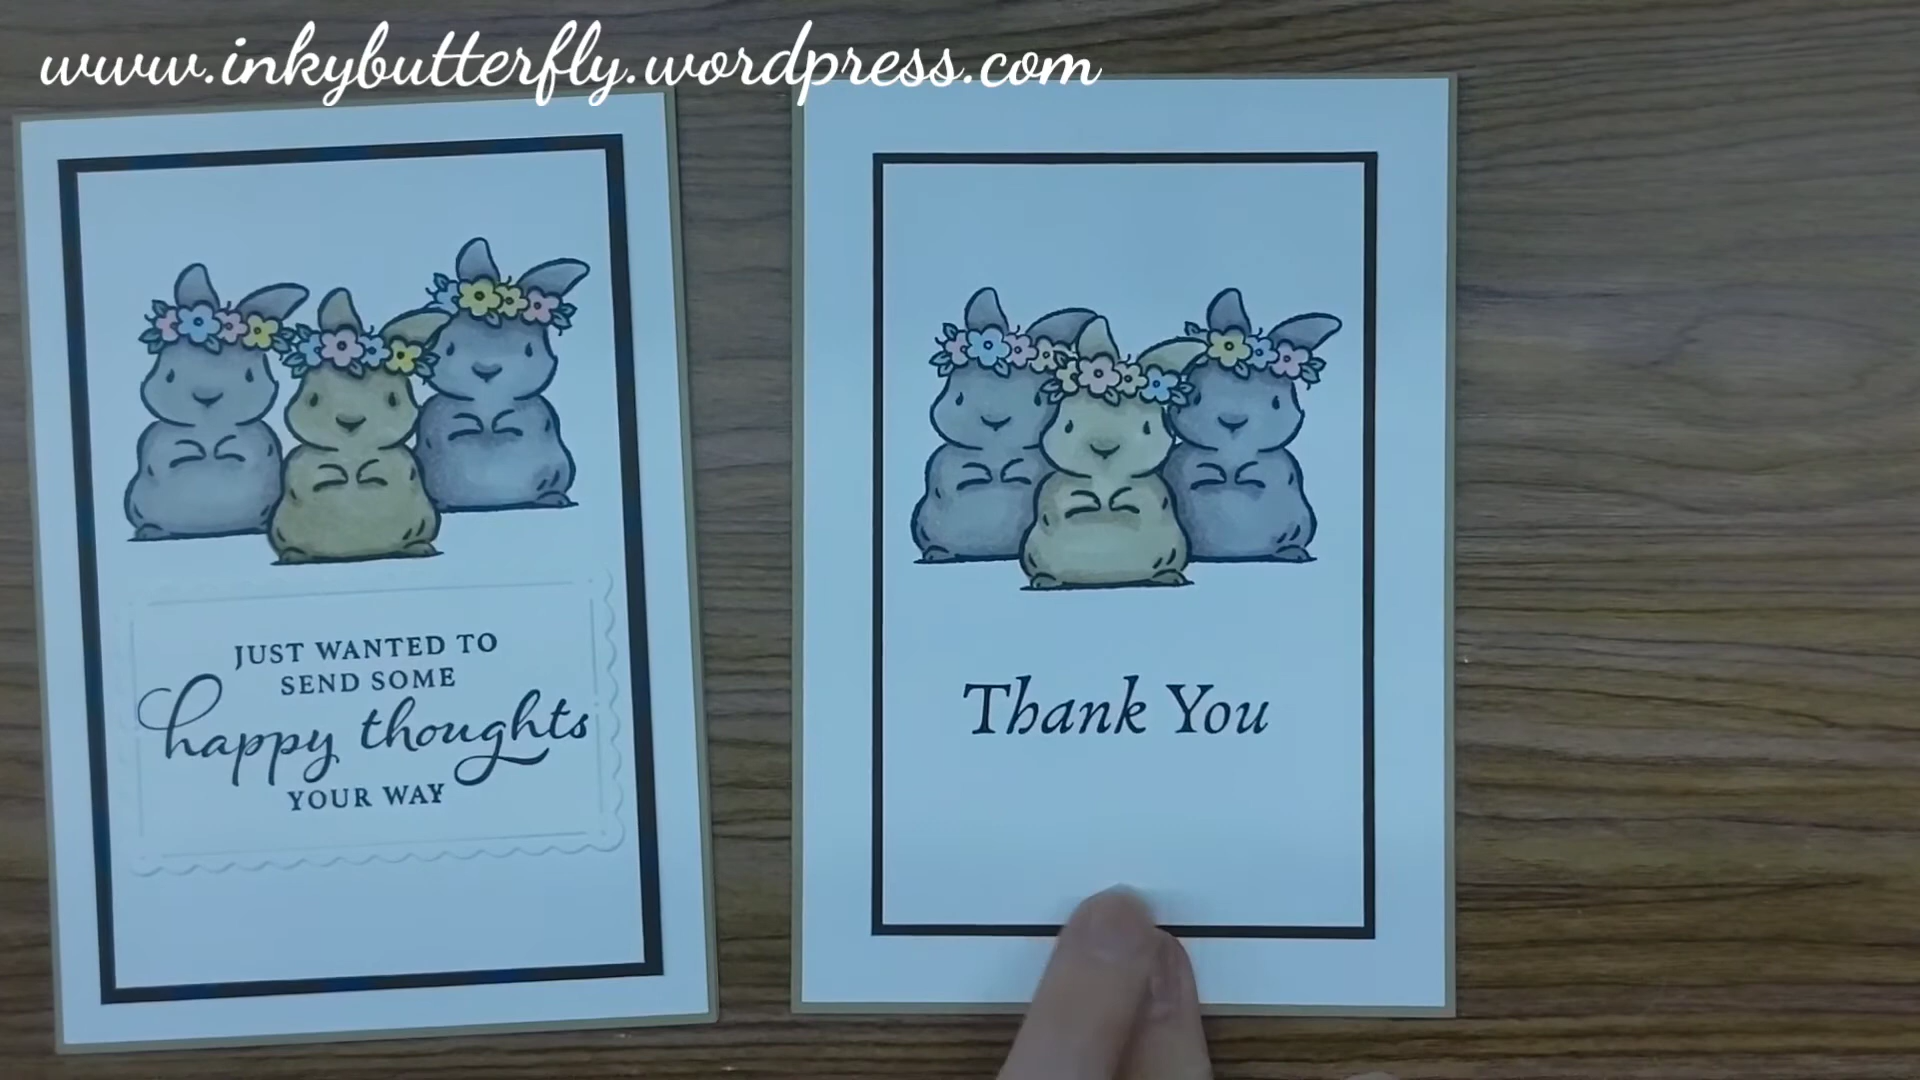 www.inkybutterfly.wordpress.com
JUST WANTED TO
SEND SOME
happy thoughts
YOUR WAY
Thank You